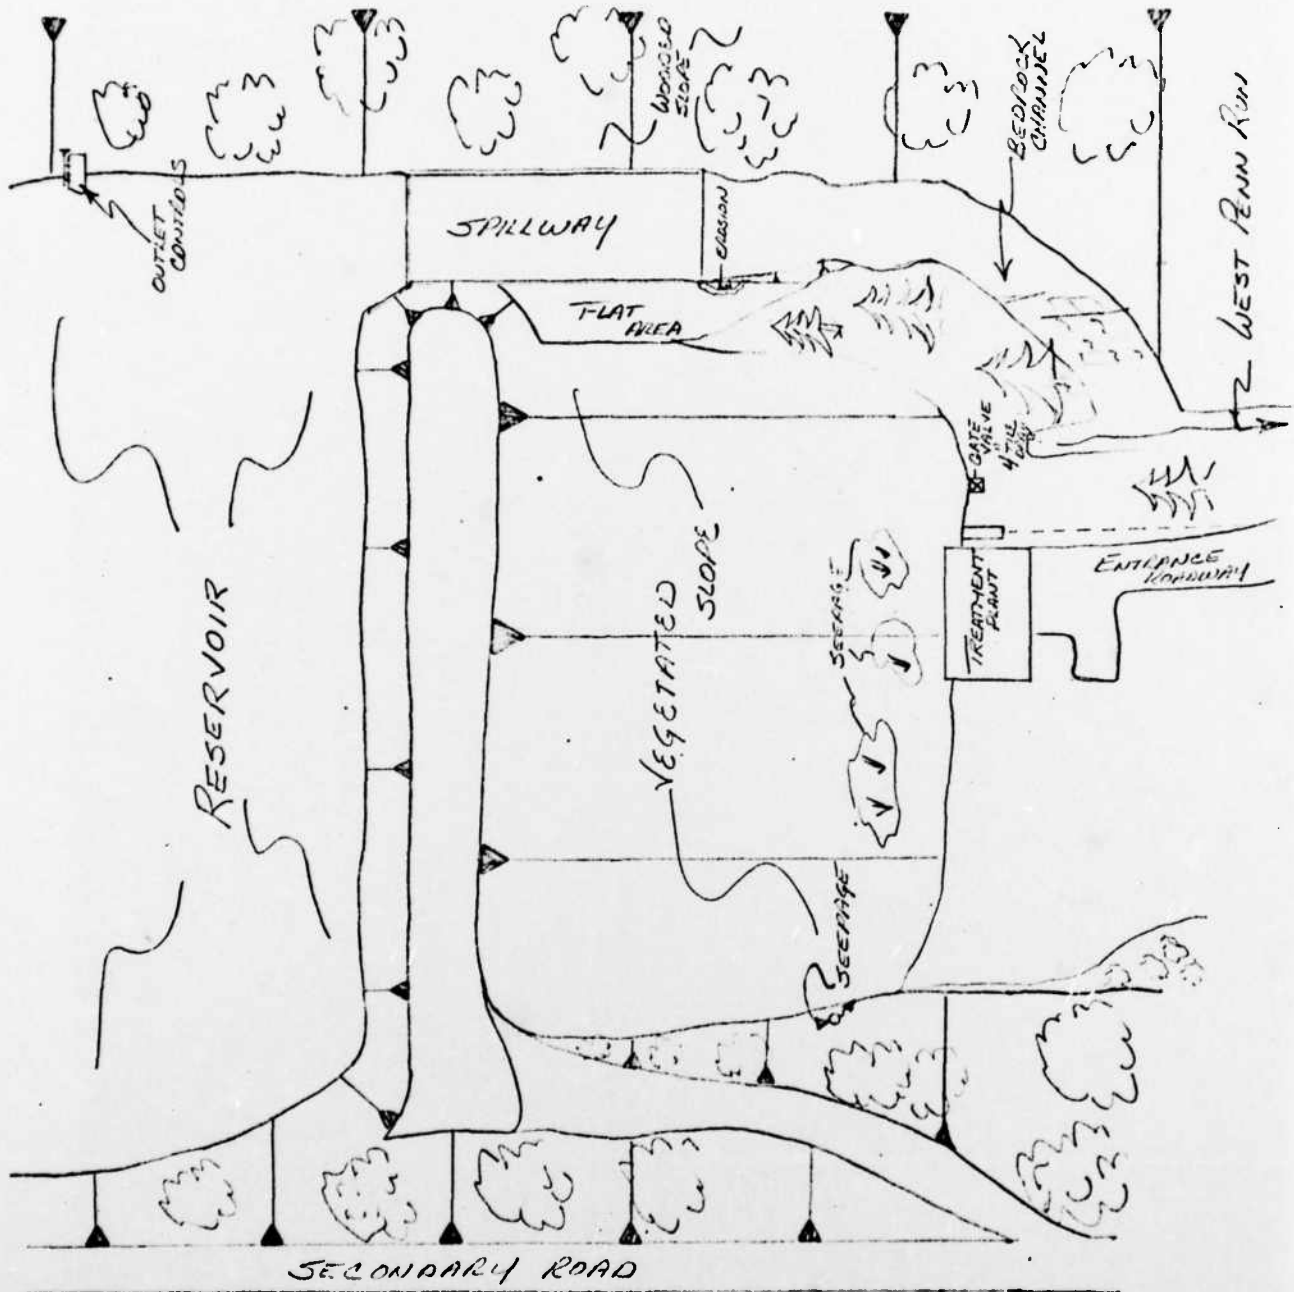 WOODED
SLOPE
BEDROCK
CHANNEL
WEST PENN RUN
OUTLET
CONTROLS
SPILLWAY
EROSION
FLAT
AREA
GATE
VALVE
RESERVOIR
VEGETATED
SLOPE
SEEPAGE
TREATMENT
PLANT
ENTRANCE
ROADWAY
SEEPAGE
SECONDARY ROAD